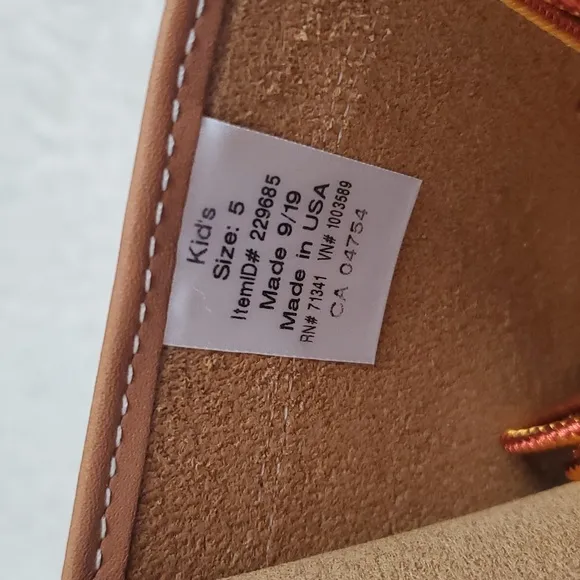 Kid's
Size: 5
ItemID# 229685
Made 9/19
Made in USA
RN# 71341 VN# 1003589
CA 04754